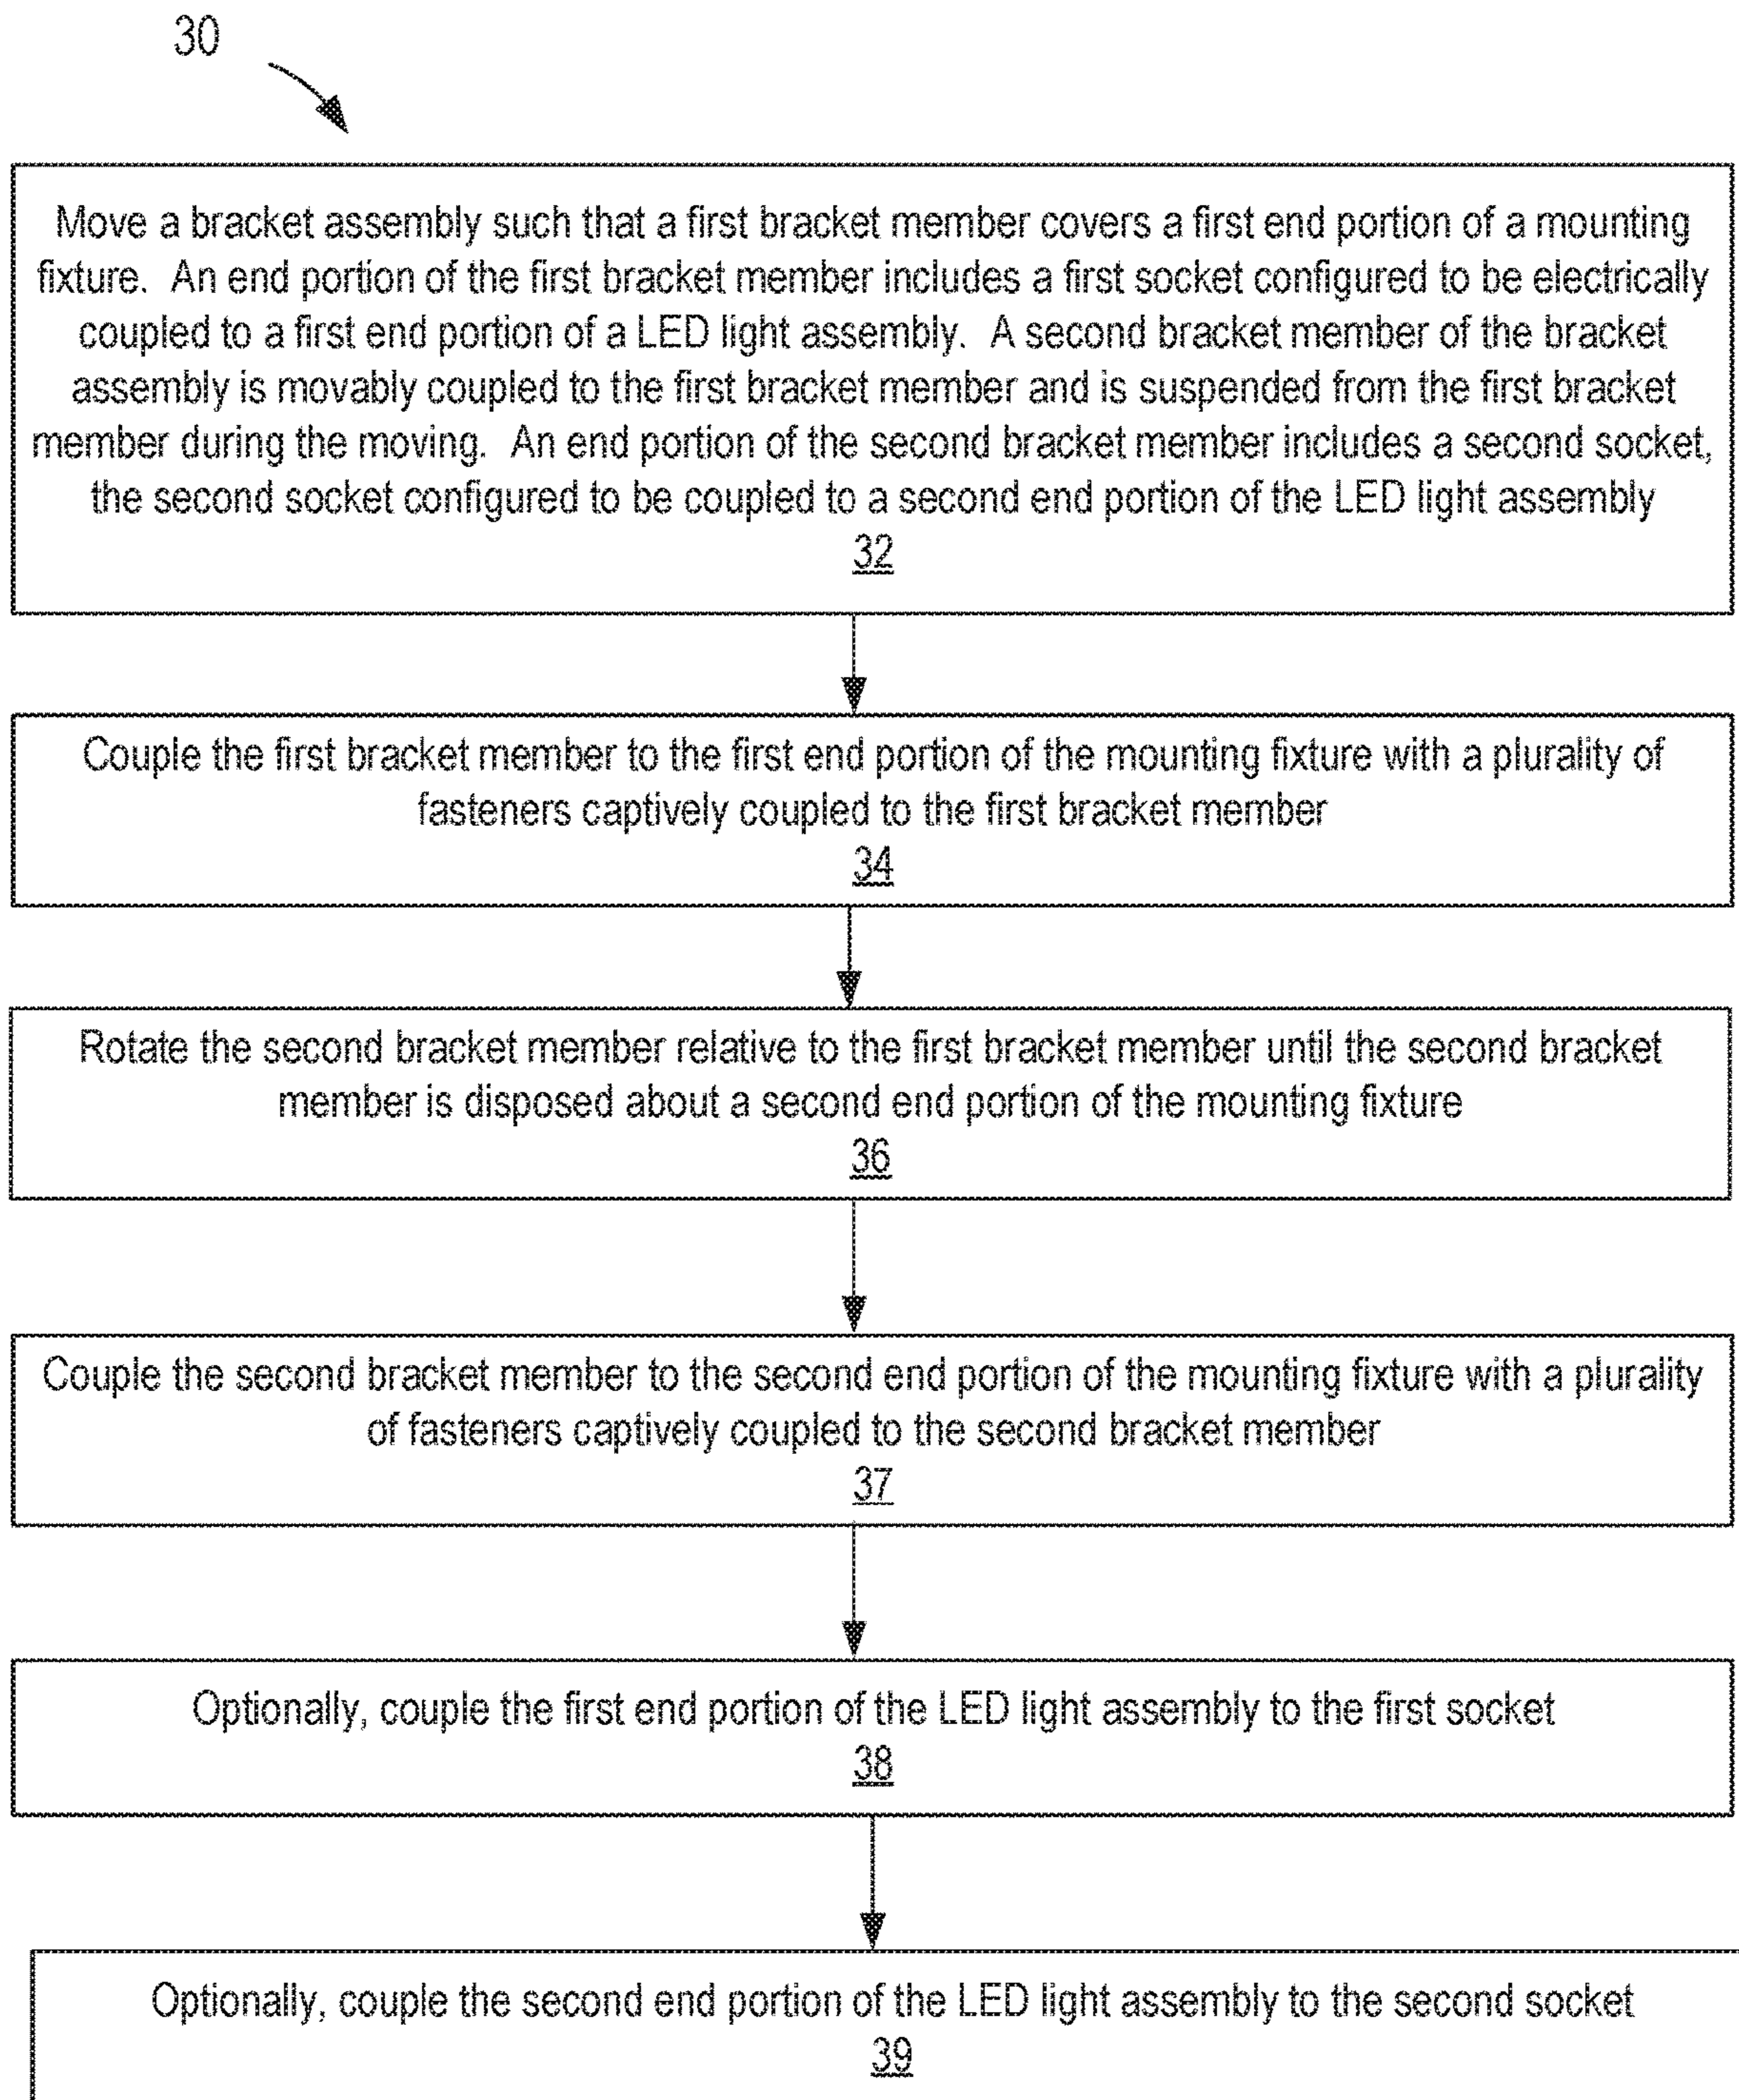 30
Move a bracket assembly such that a first bracket member covers a first end portion of a mounting
fixture. An end portion of the first bracket member includes a first socket configured to be electrically
coupled to a first end portion of a LED light assembly. A second bracket member of the bracket
assembly is movably coupled to the first bracket member and is suspended from the first bracket
member during the moving. An end portion of the second bracket member includes a second socket,
the second socket configured to be coupled to a second end portion of the LED light assembly
32
Couple the first bracket member to the first end portion of the mounting fixture with a plurality of
fasteners captively coupled to the first bracket member
34
Rotate the second bracket member relative to the first bracket member until the second bracket
member is disposed about a second end portion of the mounting fixture
36
Couple the second bracket member to the second end portion of the mounting fixture with a plurality
of fasteners captively coupled to the second bracket member
37
Optionally, couple the first end portion of the LED light assembly to the first socket
38
Optionally, couple the second end portion of the LED light assembly to the second socket
39